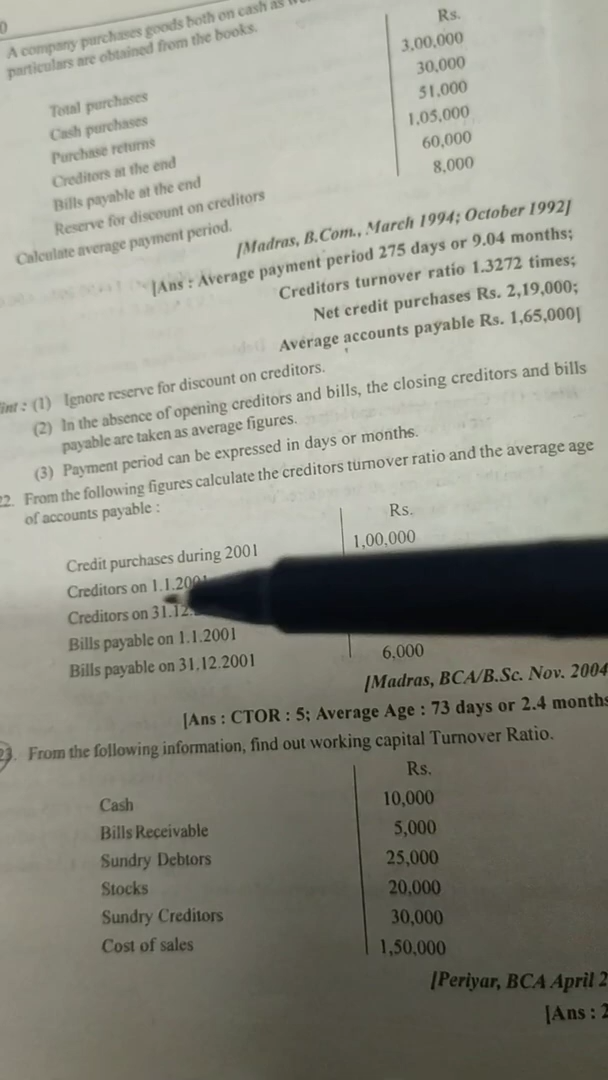 A company purchases goods both on cash as
particulars are obtained from the books.
Rs.
Total purchases 3,00,000
Cash purchases 30,000
Purchase returns 51,000
Creditors at the end 1,05,000
Bills payable at the end 60,000
Reserve for discount on creditors 8,000
Calculate average payment period.
[Madras, B.Com., March 1994; October 1992]
[Ans : Average payment period 275 days or 9.04 months;
Creditors turnover ratio 1.3272 times;
Net credit purchases Rs. 2,19,000;
Average accounts payable Rs. 1,65,000]
int : (1) Ignore reserve for discount on creditors.
(2) In the absence of opening creditors and bills, the closing creditors and bills
payable are taken as average figures.
(3) Payment period can be expressed in days or months.
22. From the following figures calculate the creditors turnover ratio and the average age
of accounts payable :
Rs.
Credit purchases during 2001 1,00,000
Creditors on 1.1.2001
Creditors on 31.12.
Bills payable on 1.1.2001
Bills payable on 31.12.2001 6,000
[Madras, BCA/B.Sc. Nov. 2004
[Ans : CTOR : 5; Average Age : 73 days or 2.4 months
23. From the following information, find out working capital Turnover Ratio.
Rs.
Cash 10,000
Bills Receivable 5,000
Sundry Debtors 25,000
Stocks 20,000
Sundry Creditors 30,000
Cost of sales 1,50,000
[Periyar, BCA April 2
[Ans : 2